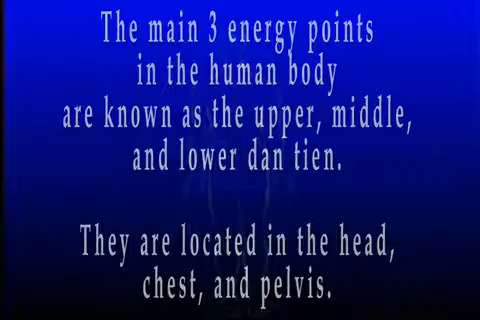 The main 3 energy points
in the human body
are known as the upper, middle,
and lower dan tien.
They are located in the head,
chest, and pelvis.